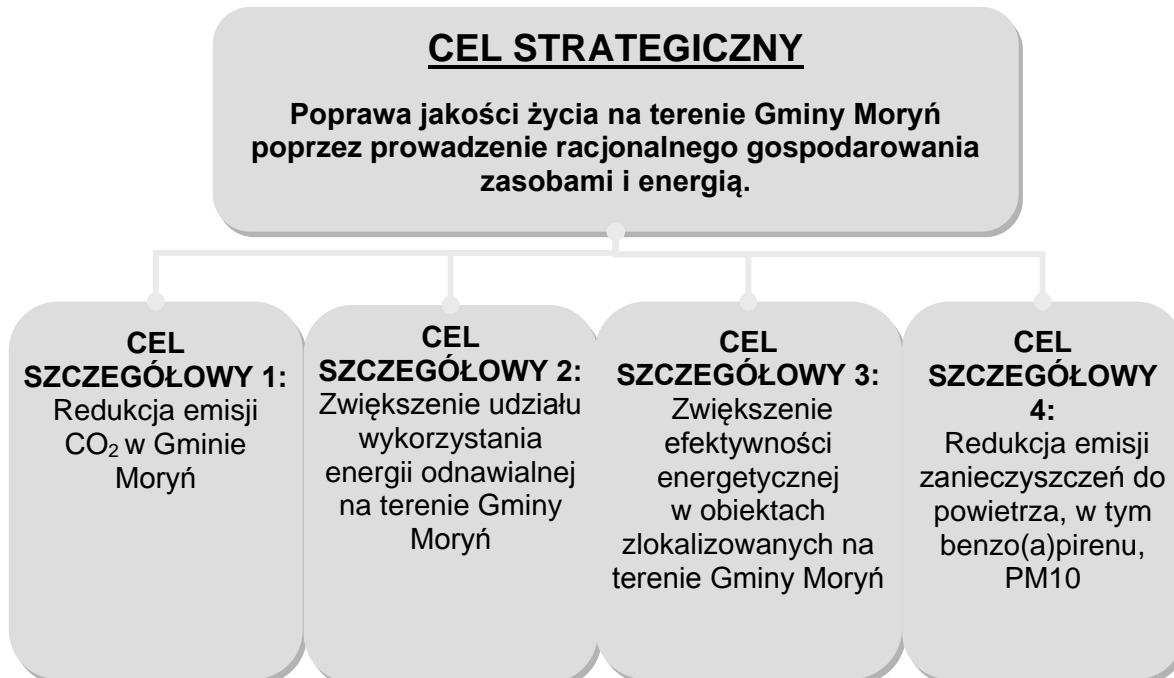 CEL STRATEGICZNY
Poprawa jakości życia na terenie Gminy Moryń
poprzez prowadzenie racjonalnego gospodarowania
zasobami i energią.
CEL
SZCZEGÓŁOWY 1:
Redukcja emisji
CO₂ w Gminie
Moryń
CEL
SZCZEGÓŁOWY 2:
Zwiększenie udziału
wykorzystania
energii odnawialnej
na terenie Gminy
Moryń
CEL
SZCZEGÓŁOWY 3:
Zwiększenie
efektywności
energetycznej
w obiektach
zlokalizowanych na
terenie Gminy Moryń
CEL
SZCZEGÓŁOWY
4:
Redukcja emisji
zanieczyszczeń do
powietrza, w tym
benzo(a)pirenu,
PM10